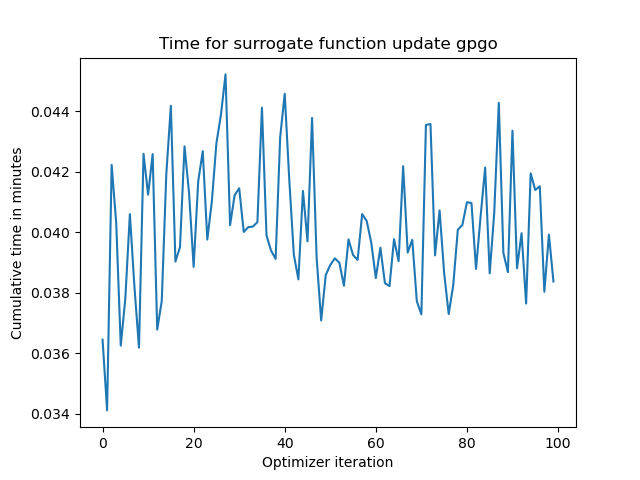 Time for surrogate function update gpgo
0.044
0.042
0.040
0.038
0.036
0.034
Cumulative time in minutes
0 20 40 60 80 100
Optimizer iteration